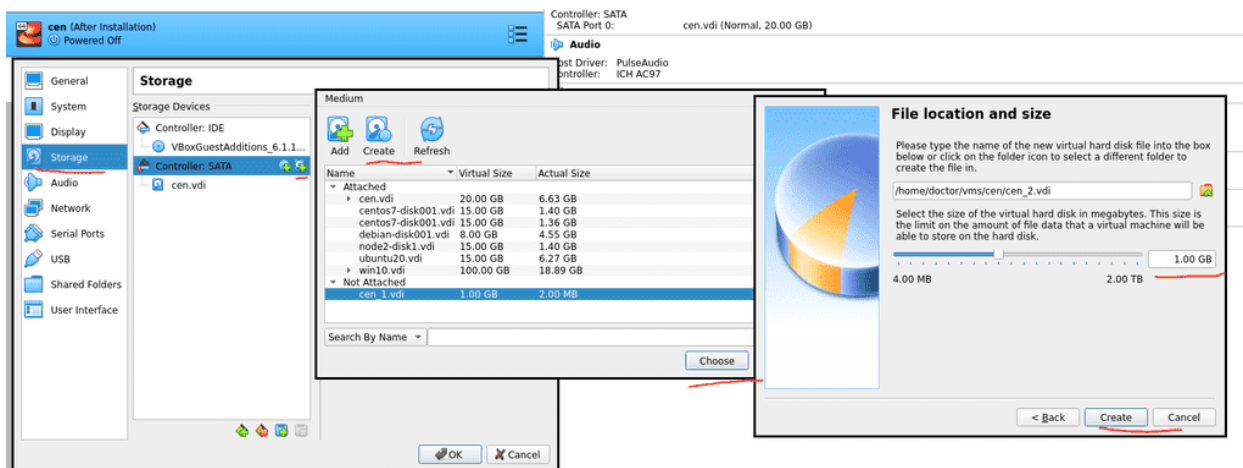 cen (After Installation)
Powered Off
Controller: SATA
SATA Port 0: cen.vdi (Normal, 20.00 GB)
Audio
Host Driver: PulseAudio
Controller: ICH AC97
General
System
Display
Storage
Audio
Network
Serial Ports
USB
Shared Folders
User Interface
Storage
Storage Devices
Controller: IDE
VBoxGuestAdditions_6.1.1...
Controller: SATA
cen.vdi
OK
Cancel
Medium
Add Create Refresh
Name Virtual Size Actual Size
Attached
cen.vdi 20.00 GB 6.63 GB
centos7-disk001.vdi 15.00 GB 1.40 GB
centos7-disk001.vdi 15.00 GB 1.36 GB
debian-disk001.vdi 8.00 GB 4.55 GB
node2-disk1.vdi 15.00 GB 1.40 GB
ubuntu20.vdi 15.00 GB 6.27 GB
win10.vdi 100.00 GB 18.89 GB
Not Attached
cen_1.vdi 1.00 GB 2.00 MB
Search By Name
Choose
File location and size
Please type the name of the new virtual hard disk file into the box
below or click on the folder icon to select a different folder to
create the file in.
/home/doctor/vms/cen/cen_2.vdi
Select the size of the virtual hard disk in megabytes. This size is
the limit on the amount of file data that a virtual machine will be
able to store on the hard disk.
1.00 GB
4.00 MB 2.00 TB
< Back Create Cancel